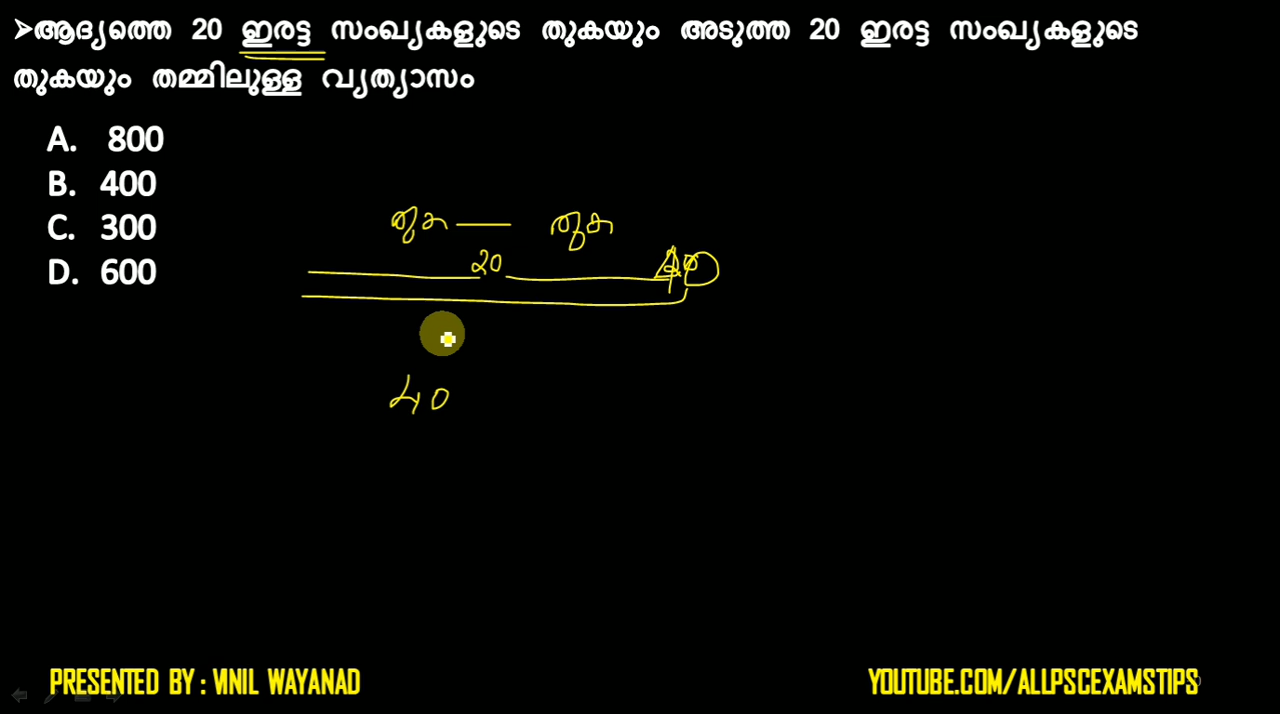 ➤ആദ്യത്തെ 20 ഇരട്ട സംഖ്യകളുടെ തുകയും അടുത്ത 20 ഇരട്ട സംഖ്യകളുടെ
തുകയും തമ്മിലുള്ള വ്യത്യാസം
A. 800
B. 400
C. 300
D. 600
തുക — തുക
20
40
PRESENTED BY : VINIL WAYANAD
YOUTUBE.COM/ALLPSCEXAMSTIPS